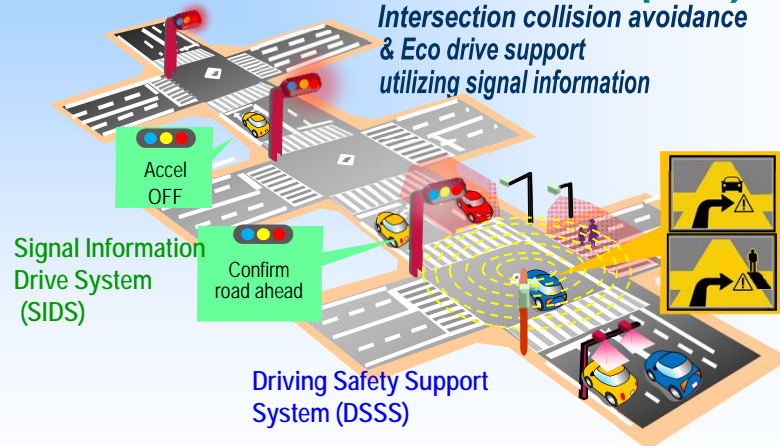 Intersection collision avoidance
& Eco drive support
utilizing signal information
Accel
OFF
Signal Information
Drive System
(SIDS)
Confirm
road ahead
Driving Safety Support
System (DSSS)